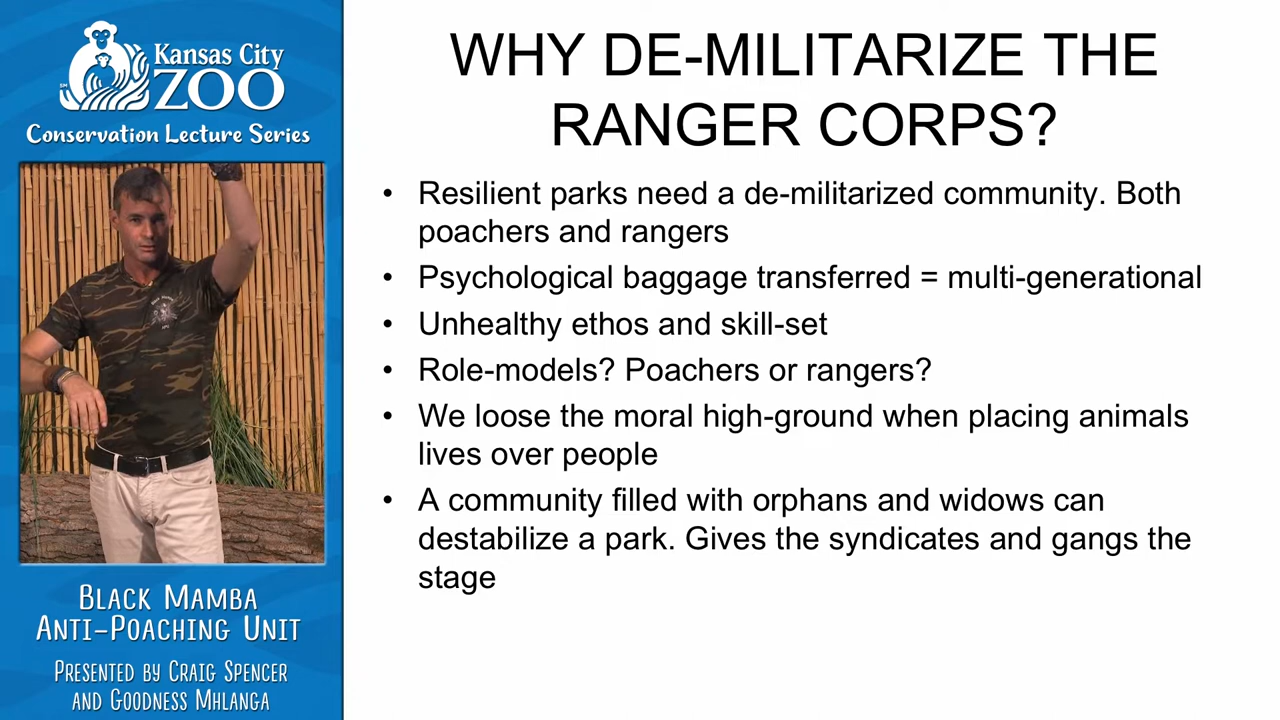 Kansas City
ZOO
SM
Conservation Lecture Series
BLACK MAMBA
ANTI-POACHING UNIT
PRESENTED BY CRAIG SPENCER
AND GOODNESS MHLANGA
WHY DE-MILITARIZE THE
RANGER CORPS?
• Resilient parks need a de-militarized community. Both
poachers and rangers
• Psychological baggage transferred = multi-generational
• Unhealthy ethos and skill-set
• Role-models? Poachers or rangers?
• We loose the moral high-ground when placing animals
lives over people
• A community filled with orphans and widows can
destabilize a park. Gives the syndicates and gangs the
stage